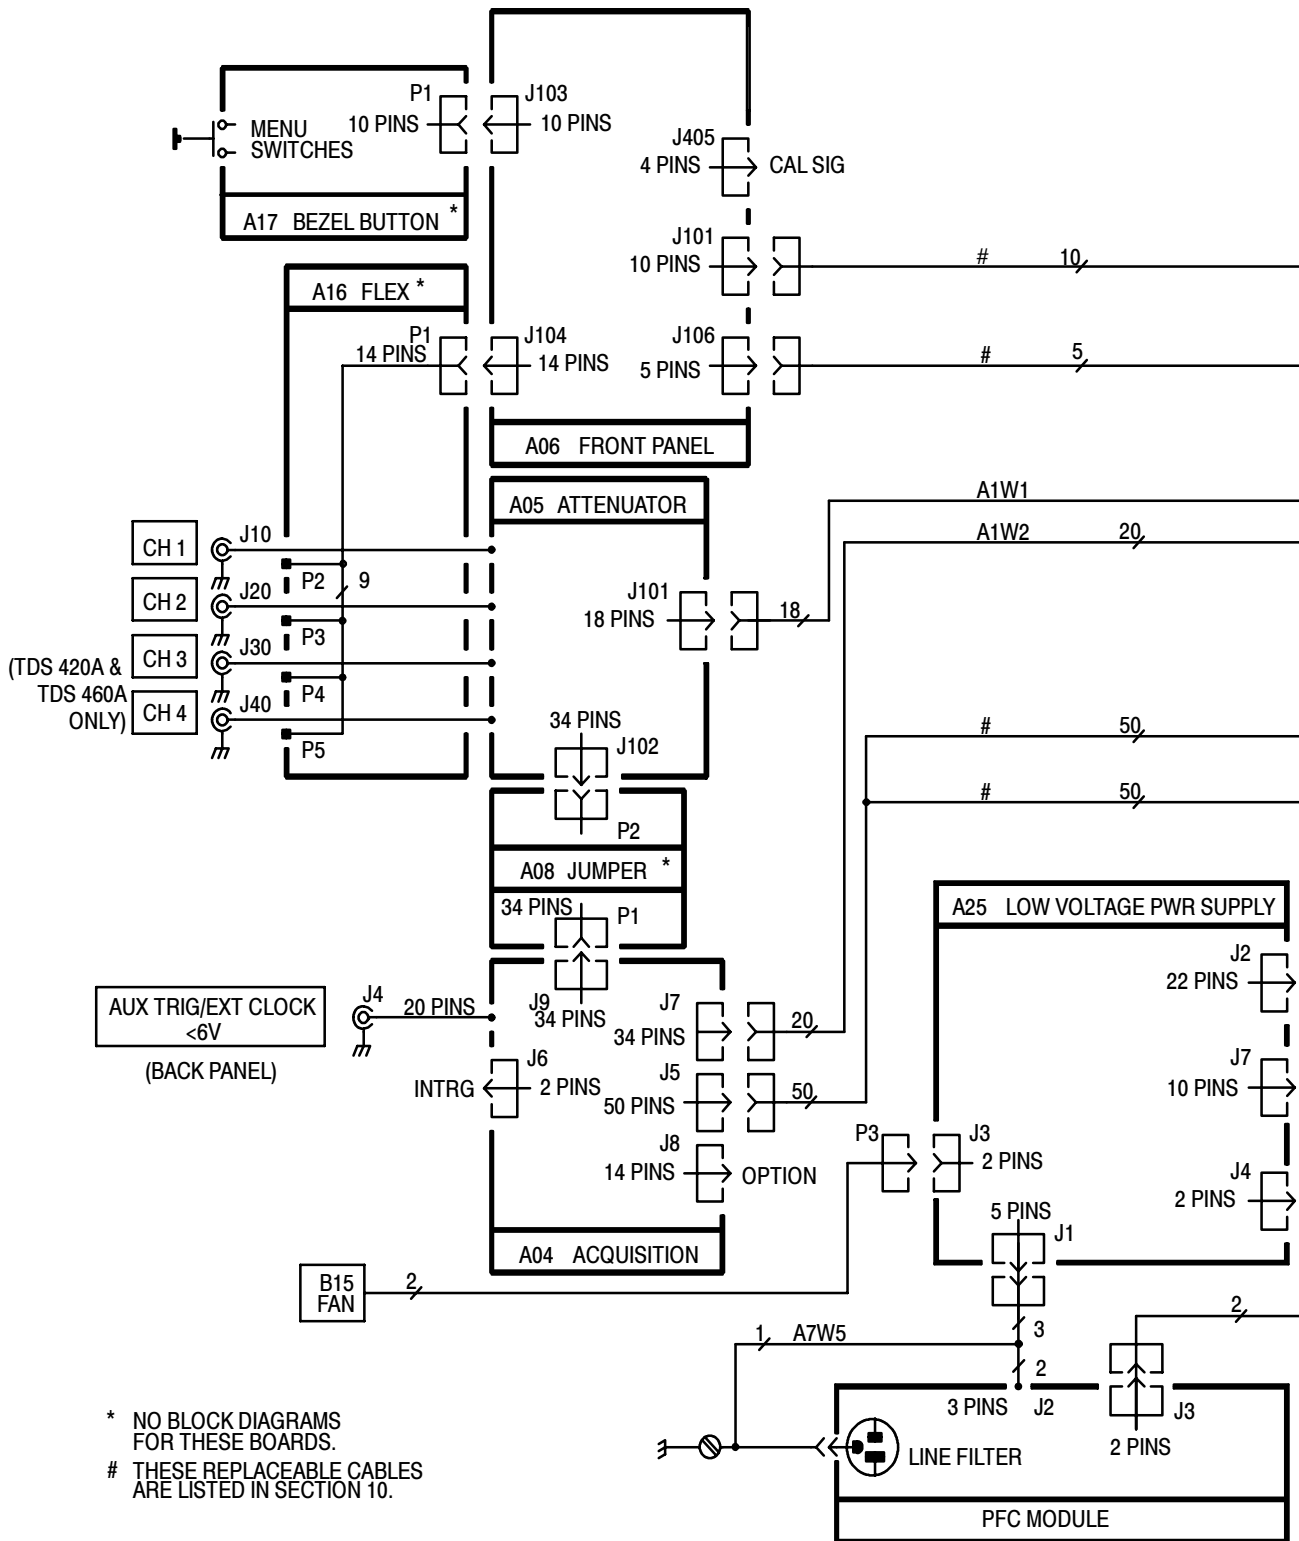 P1
J103
10 PINS
10 PINS
MENU
SWITCHES
J405
4 PINS
CAL SIG
A17 BEZEL BUTTON *
J101
10 PINS
#
10
A16 FLEX *
P1
14 PINS
J104
14 PINS
J106
5 PINS
#
5
A06 FRONT PANEL
A05 ATTENUATOR
A1W1
A1W2
20
CH 1
J10
P2
9
CH 2
J20
P3
J101
18 PINS
18
(TDS 420A &
TDS 460A
ONLY)
CH 3
J30
P4
CH 4
J40
P5
34 PINS
J102
#
50
#
50
P2
A08 JUMPER *
34 PINS
P1
A25 LOW VOLTAGE PWR SUPPLY
J2
22 PINS
AUX TRIG/EXT CLOCK
<6V
(BACK PANEL)
J4
20 PINS
J9
34 PINS
J7
34 PINS
20
J6
INTRG
2 PINS
J5
50 PINS
50
J7
10 PINS
J8
14 PINS
OPTION
P3
J3
2 PINS
J4
2 PINS
A04 ACQUISITION
5 PINS
J1
B15
FAN
2
3
2
1
A7W5
2
3 PINS
J2
J3
2 PINS
LINE FILTER
PFC MODULE
* NO BLOCK DIAGRAMS
FOR THESE BOARDS.
# THESE REPLACEABLE CABLES
ARE LISTED IN SECTION 10.